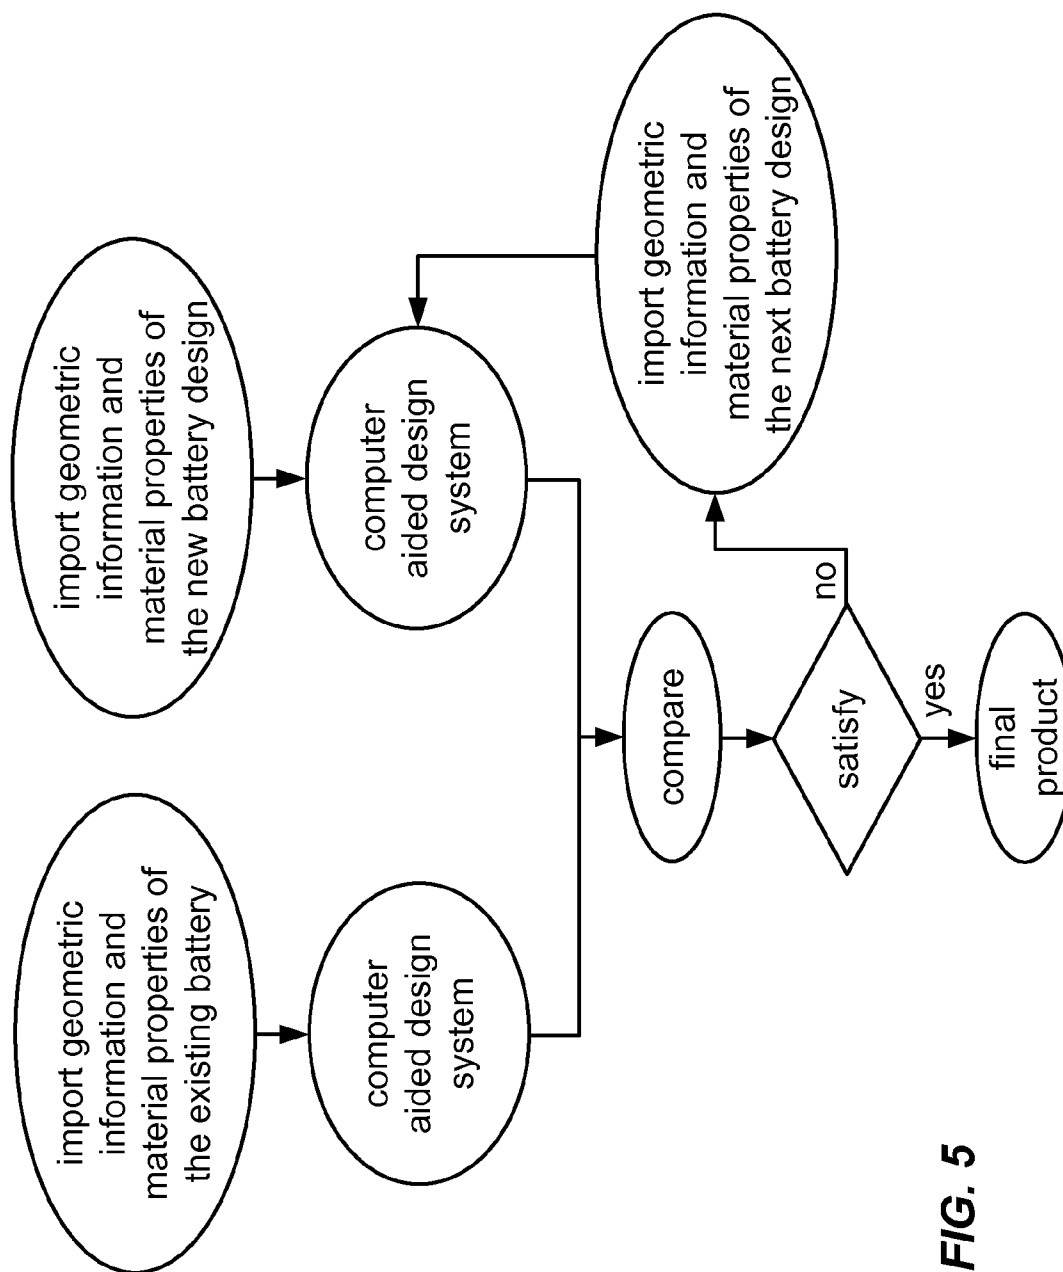 import geometric
information and
material properties of
the existing battery
import geometric
information and
material properties of
the new battery design
computer
aided design
system
computer
aided design
system
compare
satisfy
no
yes
import geometric
information and
material properties of
the next battery design
final
product
FIG. 5